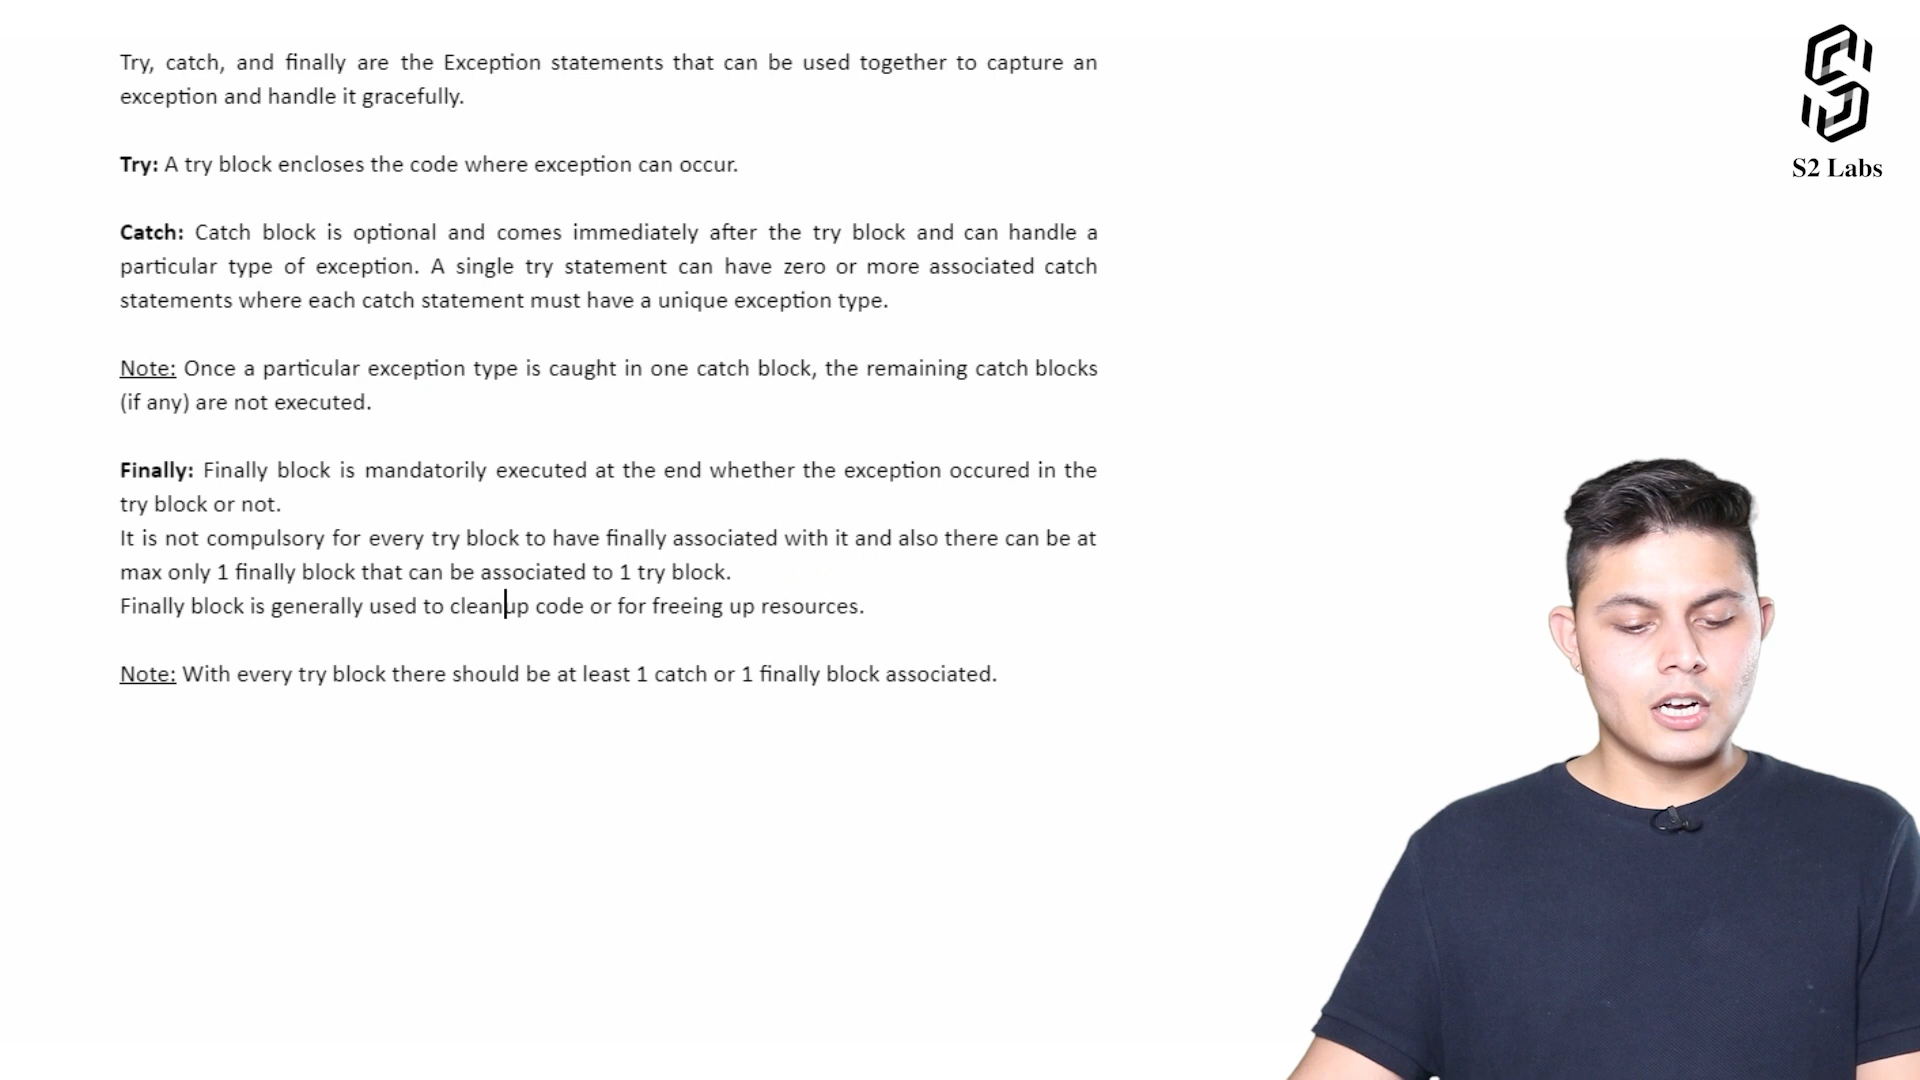 Try, catch, and finally are the Exception statements that can be used together to capture an
exception and handle it gracefully.
Try: A try block encloses the code where exception can occur.
Catch: Catch block is optional and comes immediately after the try block and can handle a
particular type of exception. A single try statement can have zero or more associated catch
statements where each catch statement must have a unique exception type.
Note: Once a particular exception type is caught in one catch block, the remaining catch blocks
(if any) are not executed.
Finally: Finally block is mandatorily executed at the end whether the exception occured in the
try block or not.
It is not compulsory for every try block to have finally associated with it and also there can be at
max only 1 finally block that can be associated to 1 try block.
Finally block is generally used to cleanup code or for freeing up resources.
Note: With every try block there should be at least 1 catch or 1 finally block associated.
S2 Labs